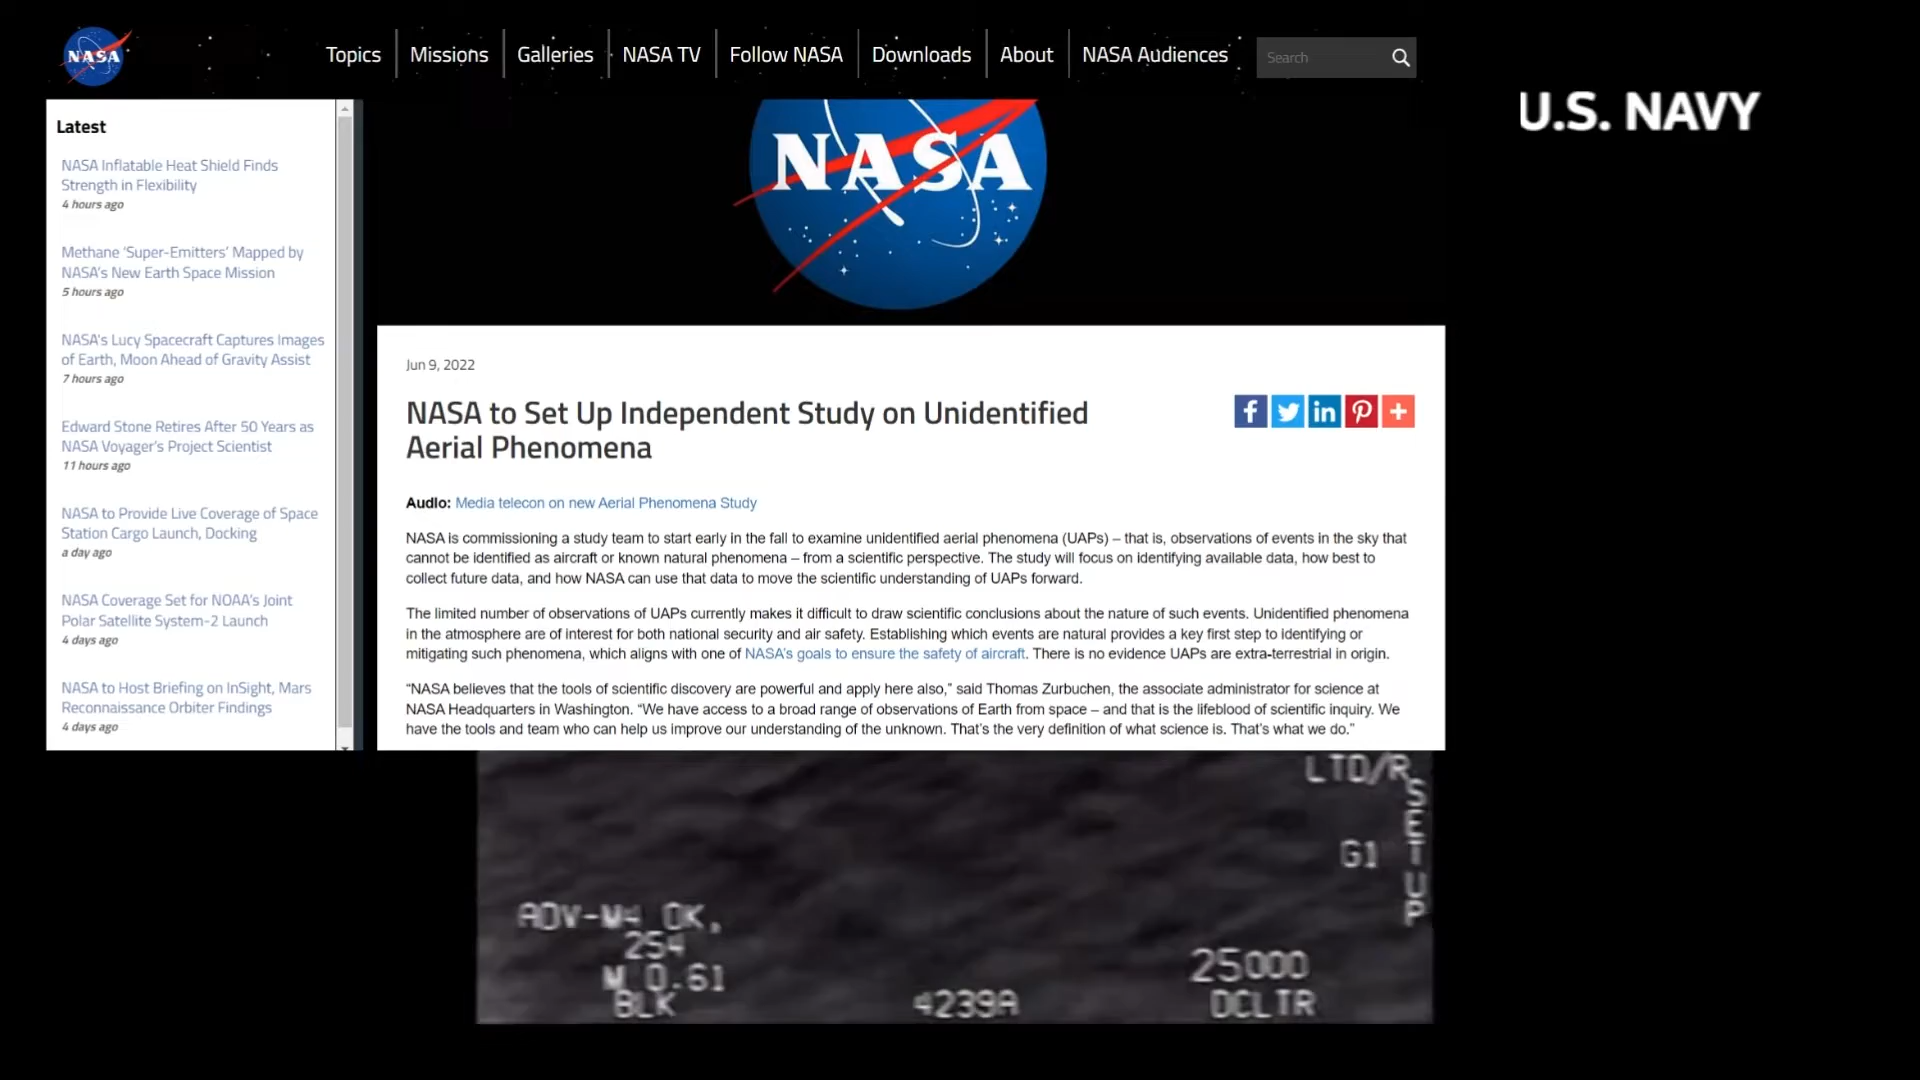 NASA
Topics
Missions
Galleries
NASA TV
Follow NASA
Downloads
About
NASA Audiences
Search
U.S. NAVY
Latest
NASA Inflatable Heat Shield Finds
Strength in Flexibility
4 hours ago
Methane ‘Super-Emitters’ Mapped by
NASA’s New Earth Space Mission
5 hours ago
NASA's Lucy Spacecraft Captures Images
of Earth, Moon Ahead of Gravity Assist
7 hours ago
Edward Stone Retires After 50 Years as
NASA Voyager’s Project Scientist
11 hours ago
NASA to Provide Live Coverage of Space
Station Cargo Launch, Docking
a day ago
NASA Coverage Set for NOAA’s Joint
Polar Satellite System-2 Launch
4 days ago
NASA to Host Briefing on InSight, Mars
Reconnaissance Orbiter Findings
4 days ago
NASA
Jun 9, 2022
NASA to Set Up Independent Study on Unidentified
Aerial Phenomena
Audio: Media telecon on new Aerial Phenomena Study
NASA is commissioning a study team to start early in the fall to examine unidentified aerial phenomena (UAPs) – that is, observations of events in the sky that
cannot be identified as aircraft or known natural phenomena – from a scientific perspective. The study will focus on identifying available data, how best to
collect future data, and how NASA can use that data to move the scientific understanding of UAPs forward.
The limited number of observations of UAPs currently makes it difficult to draw scientific conclusions about the nature of such events. Unidentified phenomena
in the atmosphere are of interest for both national security and air safety. Establishing which events are natural provides a key first step to identifying or
mitigating such phenomena, which aligns with one of NASA’s goals to ensure the safety of aircraft. There is no evidence UAPs are extra-terrestrial in origin.
“NASA believes that the tools of scientific discovery are powerful and apply here also,” said Thomas Zurbuchen, the associate administrator for science at
NASA Headquarters in Washington. “We have access to a broad range of observations of Earth from space – and that is the lifeblood of scientific inquiry. We
have the tools and team who can help us improve our understanding of the unknown. That’s the very definition of what science is. That’s what we do.”
LTD/R
SETUP
G1
ADV-M4 OK,
254
M 0.61
BLK
4239A
25000
DCLTR